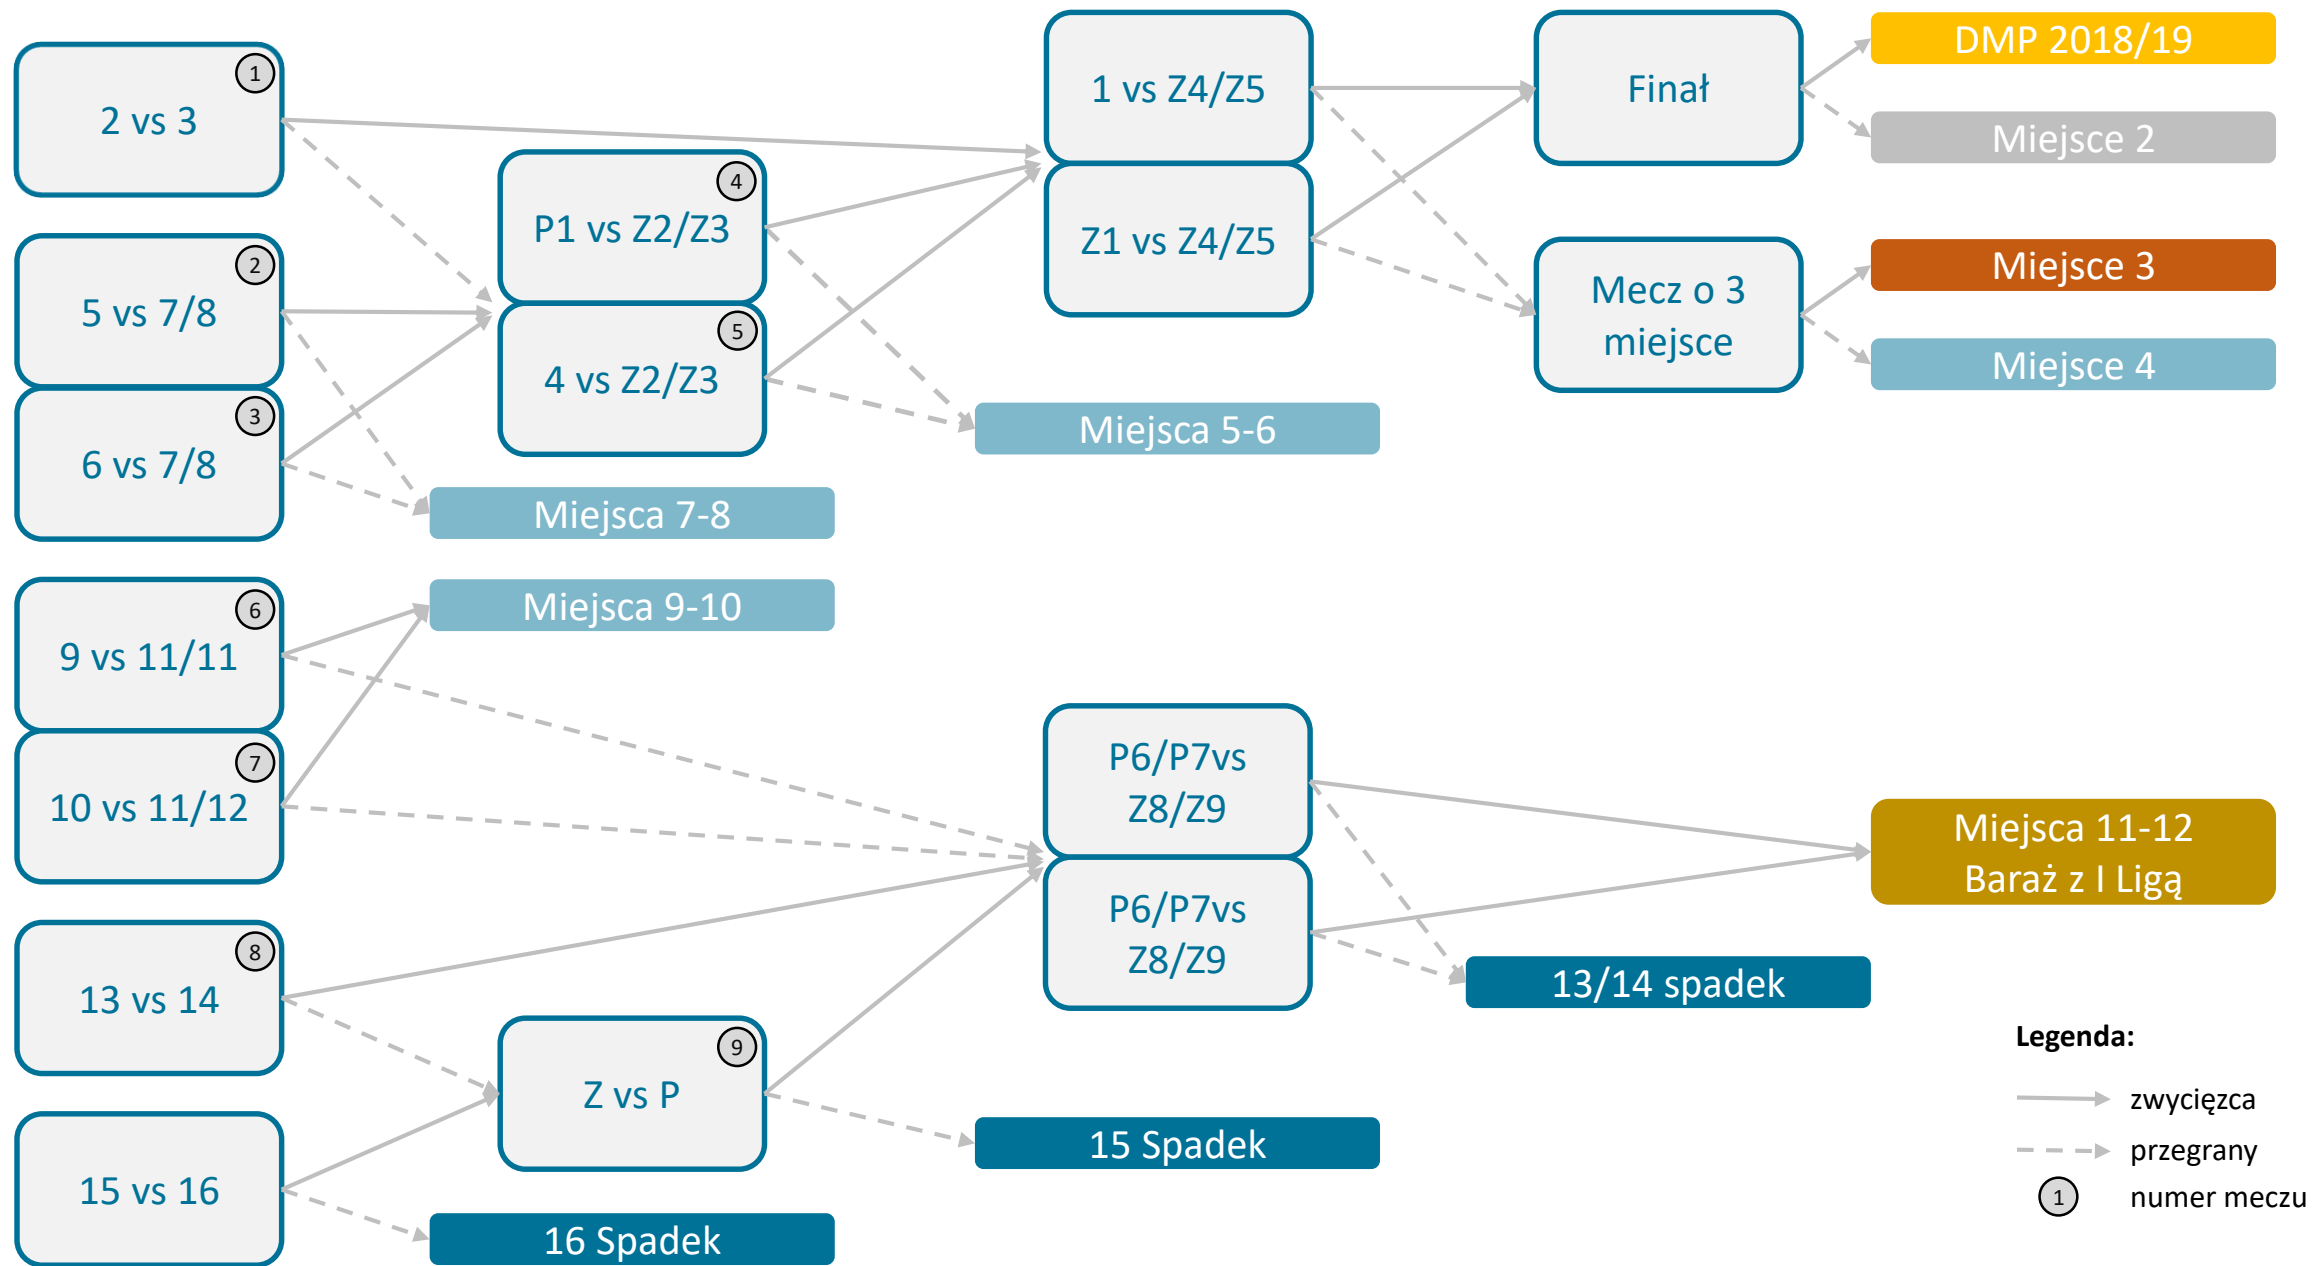 1
2 vs 3
2
5 vs 7/8
3
6 vs 7/8
4
P1 vs Z2/Z3
5
4 vs Z2/Z3
1 vs Z4/Z5
Z1 vs Z4/Z5
Finał
Mecz o 3
miejsce
DMP 2018/19
Miejsce 2
Miejsce 3
Miejsce 4
Miejsca 5-6
Miejsca 7-8
Miejsca 9-10
6
9 vs 11/11
7
10 vs 11/12
8
13 vs 14
15 vs 16
9
Z vs P
P6/P7vs
Z8/Z9
P6/P7vs
Z8/Z9
Miejsca 11-12
Baraż z I Ligą
13/14 spadek
15 Spadek
16 Spadek
Legenda:
zwycięzca
przegrany
1
numer meczu